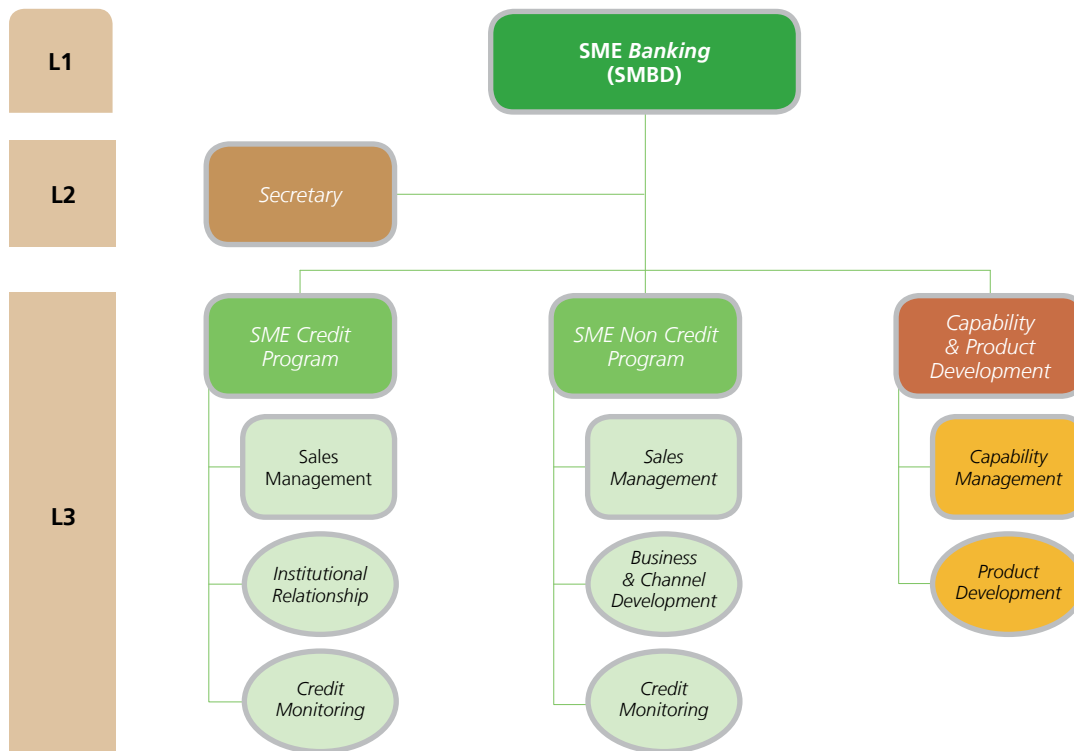 L1
SME Banking
(SMBD)
L2
Secretary
L3
SME Credit
Program
SME Non Credit
Program
Capability
& Product
Development
Sales
Management
Sales
Management
Capability
Management
Institutional
Relationship
Business
& Channel
Development
Product
Development
Credit
Monitoring
Credit
Monitoring